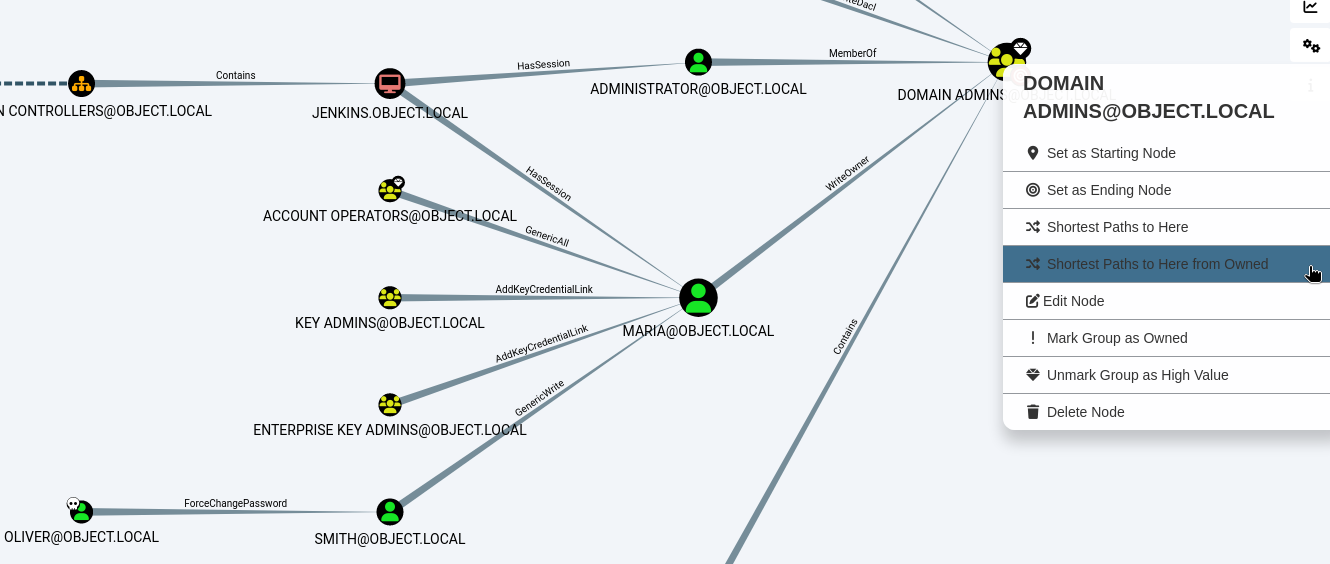 teDacl
Contains
HasSession
MemberOf
N CONTROLLERS@OBJECT.LOCAL
JENKINS.OBJECT.LOCAL
ADMINISTRATOR@OBJECT.LOCAL
DOMAIN ADMINS@
HasSession
WriteOwner
ACCOUNT OPERATORS@OBJECT.LOCAL
GenericAll
AddKeyCredentialLink
KEY ADMINS@OBJECT.LOCAL
MARIA@OBJECT.LOCAL
AddKeyCredentialLink
Contains
GenericWrite
ENTERPRISE KEY ADMINS@OBJECT.LOCAL
ForceChangePassword
OLIVER@OBJECT.LOCAL
SMITH@OBJECT.LOCAL
DOMAIN
ADMINS@OBJECT.LOCAL
Set as Starting Node
Set as Ending Node
Shortest Paths to Here
Shortest Paths to Here from Owned
Edit Node
Mark Group as Owned
Unmark Group as High Value
Delete Node